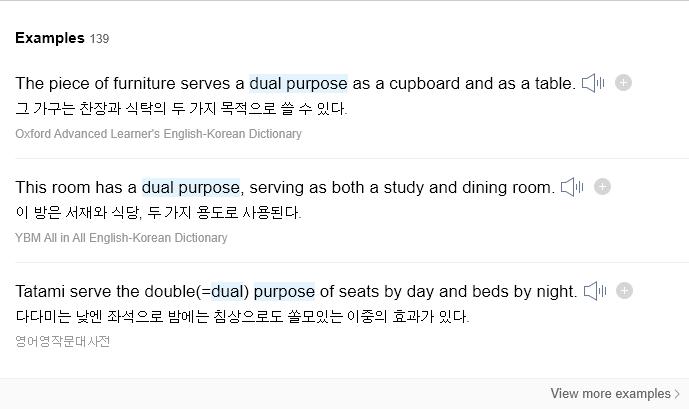 Examples 139
The piece of furniture serves a dual purpose as a cupboard and as a table.
그 가구는 찬장과 식탁의 두 가지 목적으로 쓸 수 있다.
Oxford Advanced Learner's English-Korean Dictionary
This room has a dual purpose, serving as both a study and dining room.
이 방은 서재와 식당, 두 가지 용도로 사용된다.
YBM All in All English-Korean Dictionary
Tatami serve the double(=dual) purpose of seats by day and beds by night.
다다미는 낮엔 좌석으로 밤에는 침상으로도 쓸모있는 이중의 효과가 있다.
영어영작문대사전
View more examples